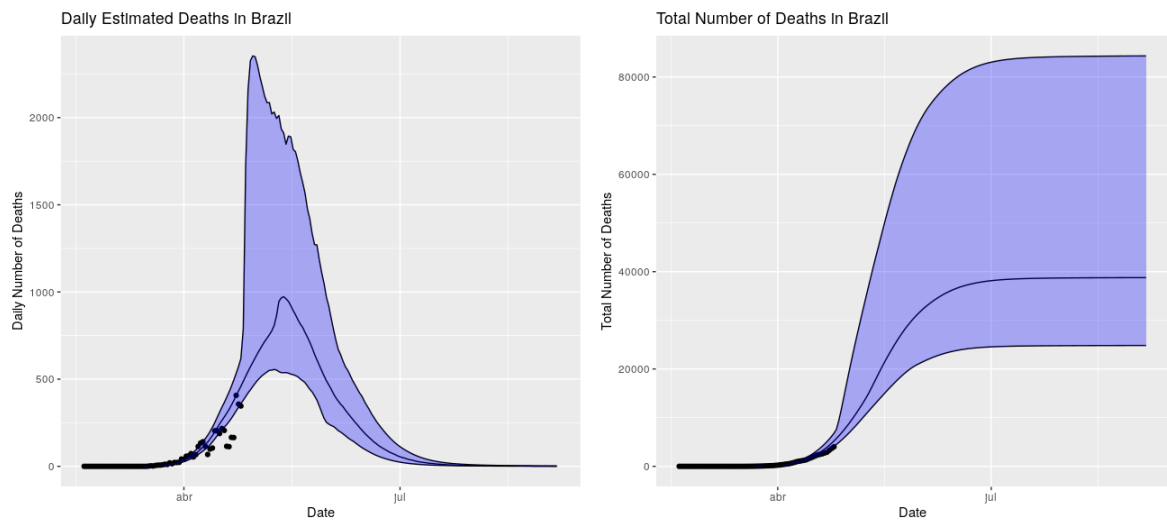 Daily Estimated Deaths in Brazil
Daily Number of Deaths
2000
1500
1000
500
0
abr
jul
Date
Total Number of Deaths in Brazil
Total Number of Deaths
80000
60000
40000
20000
0
abr
jul
Date